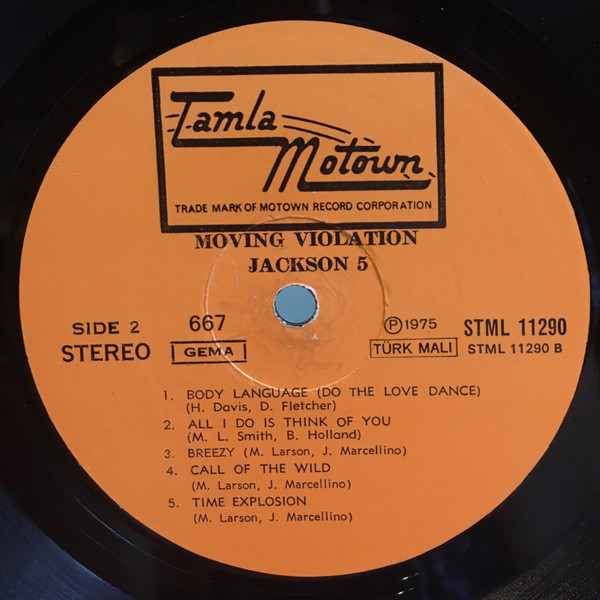 Tamla
Motown
TRADE MARK OF MOTOWN RECORD CORPORATION
MOVING VIOLATION
JACKSON 5
SIDE 2 667 Ⓟ1975 STML 11290
STEREO GEMA TÜRK MALI STML 11290 B
1. BODY LANGUAGE (DO THE LOVE DANCE)
(H. Davis, D. Fletcher)
2. ALL I DO IS THINK OF YOU
(M. L. Smith, B. Holland)
3. BREEZY (M. Larson, J. Marcellino)
4. CALL OF THE WILD
(M. Larson, J. Marcellino)
5. TIME EXPLOSION
(M. Larson, J. Marcellino)